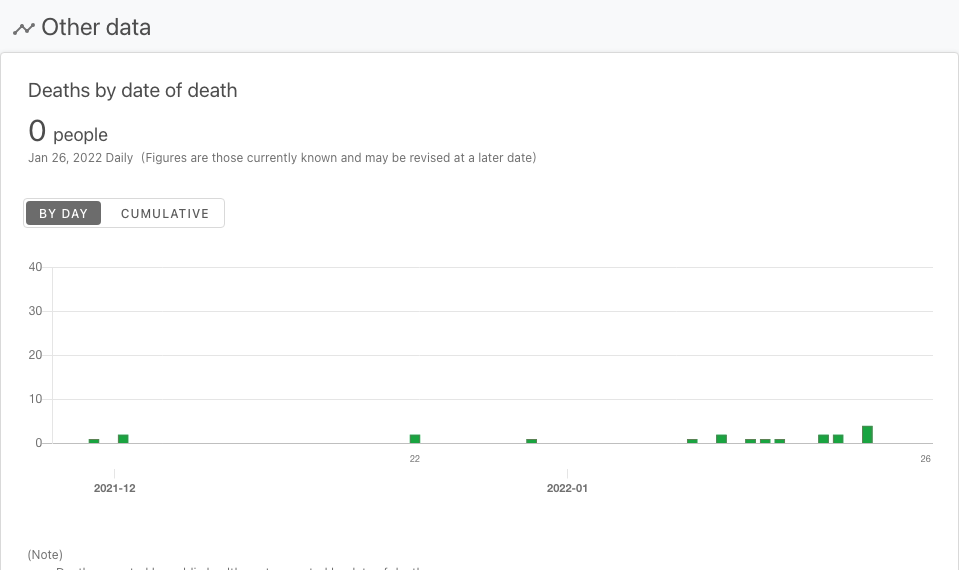 Other data
Deaths by date of death
0 people
Jan 26, 2022 Daily (Figures are those currently known and may be revised at a later date)
BY DAY CUMULATIVE
40
30
20
10
0
22 26
2021-12 2022-01
(Note)